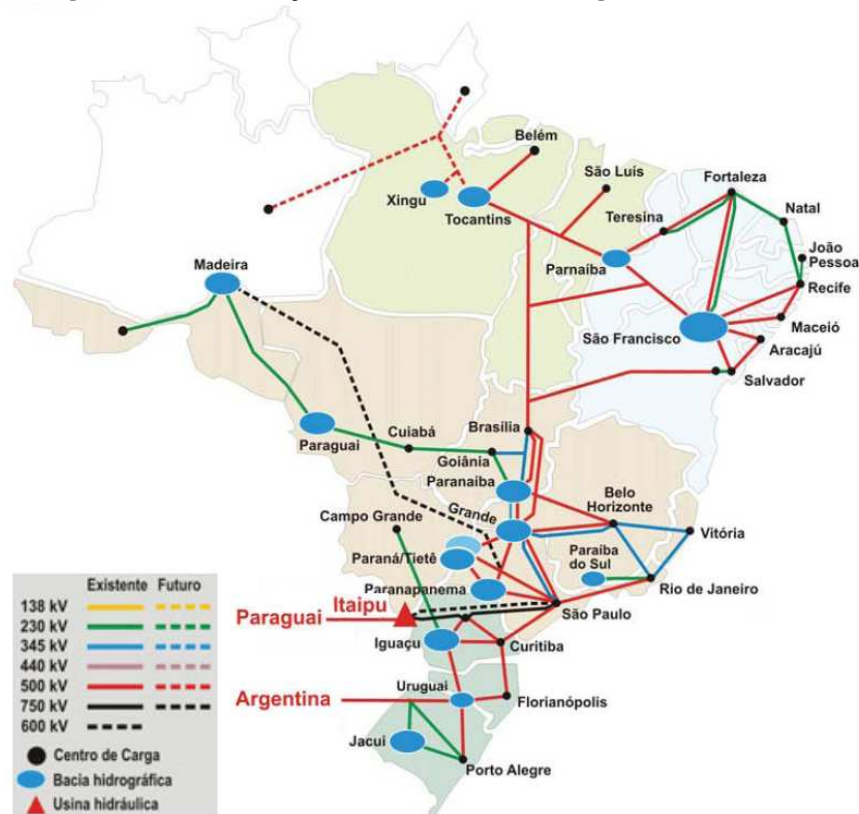 Belém
São Luís
Fortaleza
Xingu
Tocantins
Teresina
Natal
João
Pessoa
Madeira
Parnaíba
Recife
São Francisco
Maceió
Aracajú
Salvador
Brasília
Cuiabá
Paraguai
Goiânia
Paranaíba
Belo
Horizonte
Campo Grande
Grande
Vitória
Paraíba
do Sul
Paraná/Tietê
Paranapanema
Rio de Janeiro
Itaipu
São Paulo
Paraguai
Iguaçu
Curitiba
Uruguai
Argentina
Florianópolis
Jacui
Porto Alegre
Existente Futuro
138 kV
230 kV
345 kV
440 kV
500 kV
750 kV
600 kV
Centro de Carga
Bacia hidrográfica
Usina hidráulica